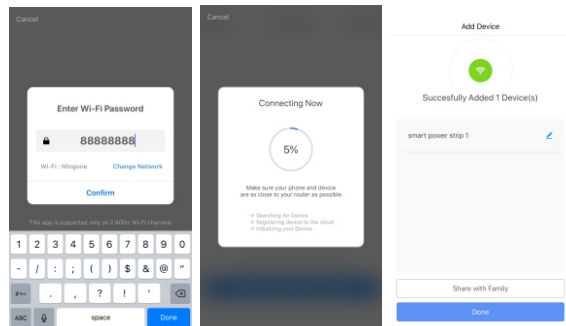 Cancel
Enter Wi-Fi Password
88888888
Wi-Fi : Mingone
Change Network
Confirm
This app is supported only on 2.4GHz Wi-Fi channels
1 2 3 4 5 6 7 8 9 0
- / : ; ( ) $ & @ "
#+= . , ? ! '
ABC space Done
Cancel
Connecting Now
5%
Make sure your phone and device
are as close to your router as possible.
Searching for Device
Registering device to the cloud
Initializing your Device
Add Device
Succesfully Added 1 Device(s)
smart power strip 1
Share with Family
Done